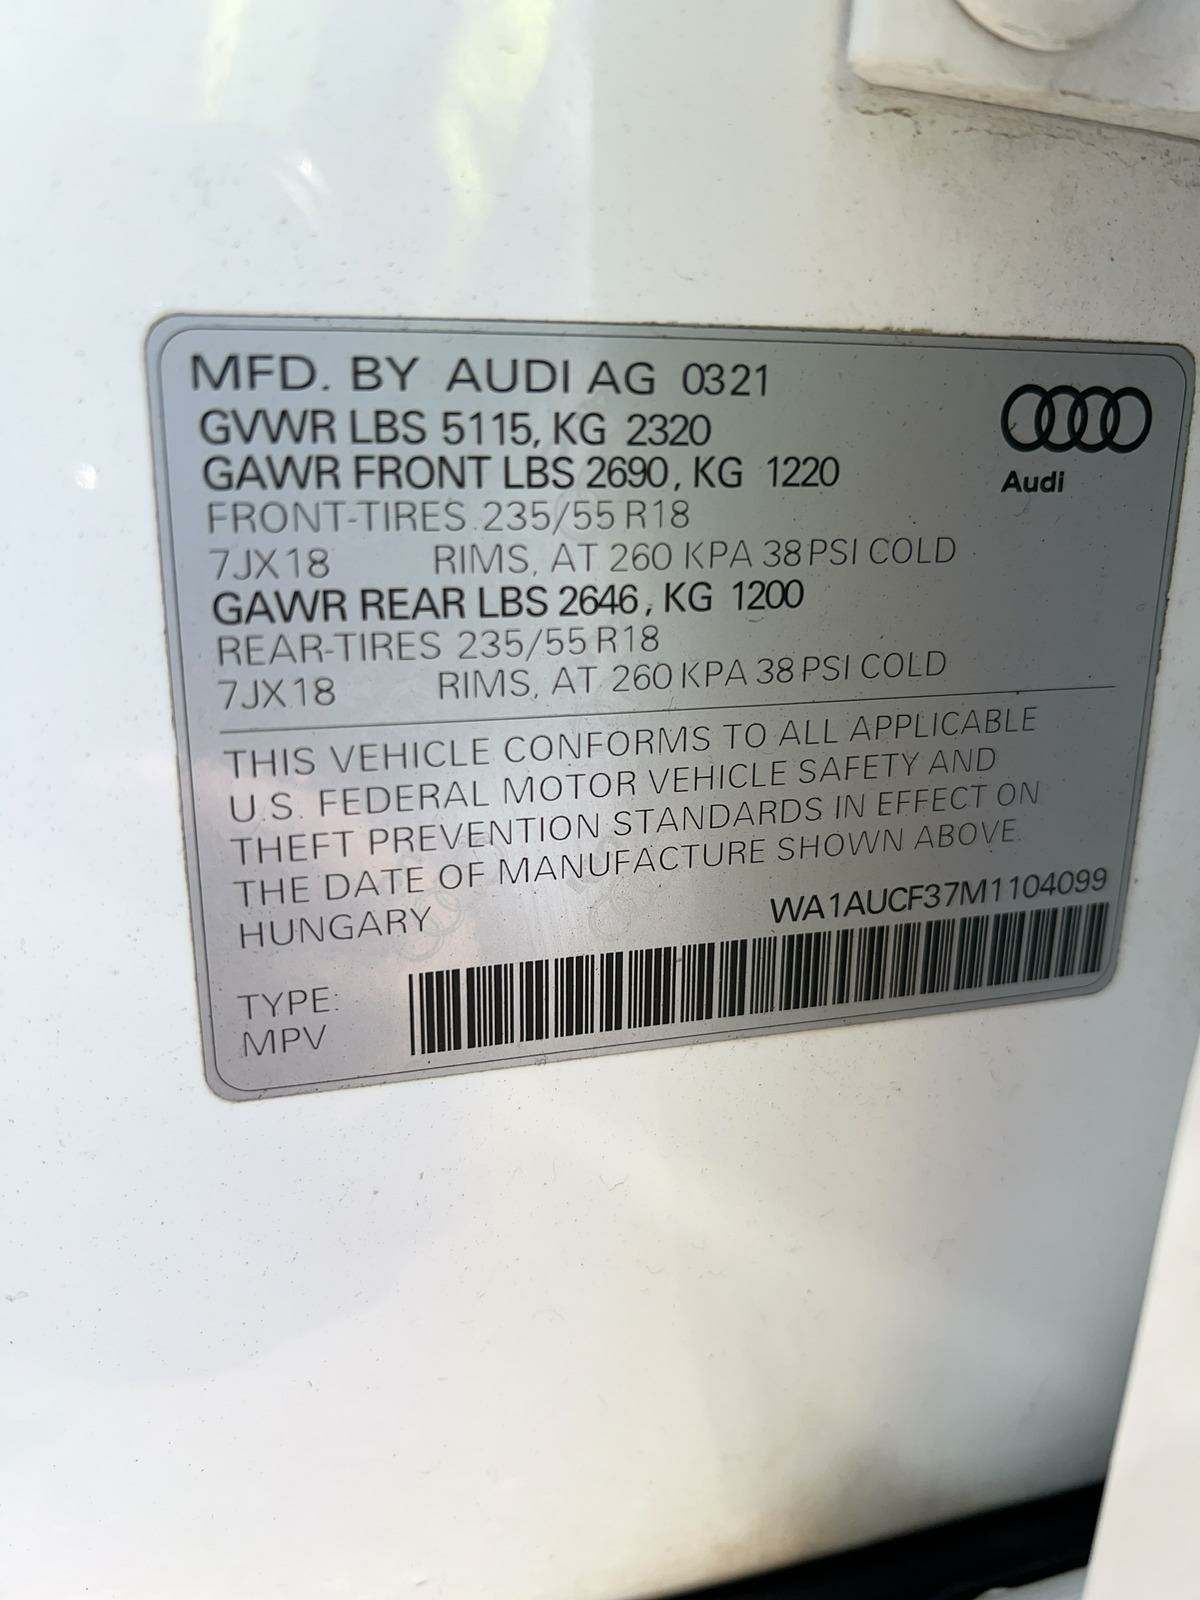 MFD. BY AUDI AG 0321
GVWR LBS 5115, KG 2320
GAWR FRONT LBS 2690, KG 1220
FRONT-TIRES 235/55 R18
7JX18 RIMS, AT 260 KPA 38 PSI COLD
GAWR REAR LBS 2646, KG 1200
REAR-TIRES 235/55 R18
7JX18 RIMS, AT 260 KPA 38 PSI COLD
Audi
THIS VEHICLE CONFORMS TO ALL APPLICABLE
U.S. FEDERAL MOTOR VEHICLE SAFETY AND
THEFT PREVENTION STANDARDS IN EFFECT ON
THE DATE OF MANUFACTURE SHOWN ABOVE.
HUNGARY
WA1AUCF37M1104099
TYPE:
MPV